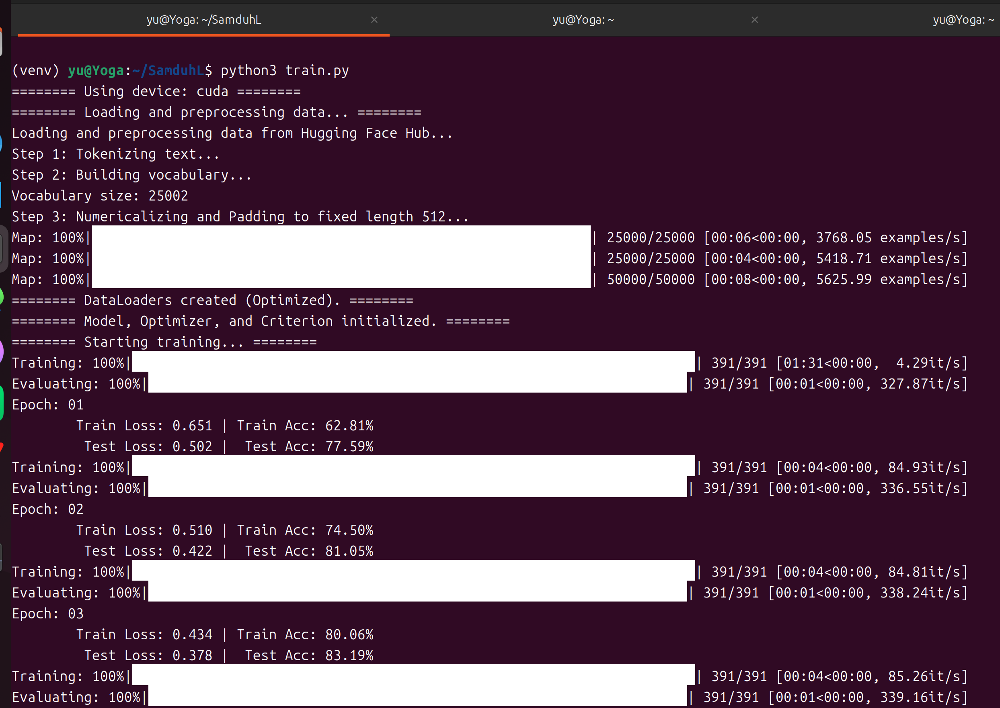 yu@Yoga: ~/SamduhL × yu@Yoga: ~ × yu@Yoga: ~
(venv) yu@Yoga:~/SamduhL$ python3 train.py
======== Using device: cuda ========
======== Loading and preprocessing data... ========
Loading and preprocessing data from Hugging Face Hub...
Step 1: Tokenizing text...
Step 2: Building vocabulary...
Vocabulary size: 25002
Step 3: Numericalizing and Padding to fixed length 512...
Map: 100%| | 25000/25000 [00:06<00:00, 3768.05 examples/s]
Map: 100%| | 25000/25000 [00:04<00:00, 5418.71 examples/s]
Map: 100%| | 50000/50000 [00:08<00:00, 5625.99 examples/s]
======== DataLoaders created (Optimized). ========
======== Model, Optimizer, and Criterion initialized. ========
======== Starting training... ========
Training: 100%| | 391/391 [01:31<00:00,  4.29it/s]
Evaluating: 100%| | 391/391 [00:01<00:00, 327.87it/s]
Epoch: 01
Train Loss: 0.651 | Train Acc: 62.81%
Test Loss: 0.502 |  Test Acc: 77.59%
Training: 100%| | 391/391 [00:04<00:00, 84.93it/s]
Evaluating: 100%| | 391/391 [00:01<00:00, 336.55it/s]
Epoch: 02
Train Loss: 0.510 | Train Acc: 74.50%
Test Loss: 0.422 |  Test Acc: 81.05%
Training: 100%| | 391/391 [00:04<00:00, 84.81it/s]
Evaluating: 100%| | 391/391 [00:01<00:00, 338.24it/s]
Epoch: 03
Train Loss: 0.434 | Train Acc: 80.06%
Test Loss: 0.378 |  Test Acc: 83.19%
Training: 100%| | 391/391 [00:04<00:00, 85.26it/s]
Evaluating: 100%| | 391/391 [00:01<00:00, 339.16it/s]